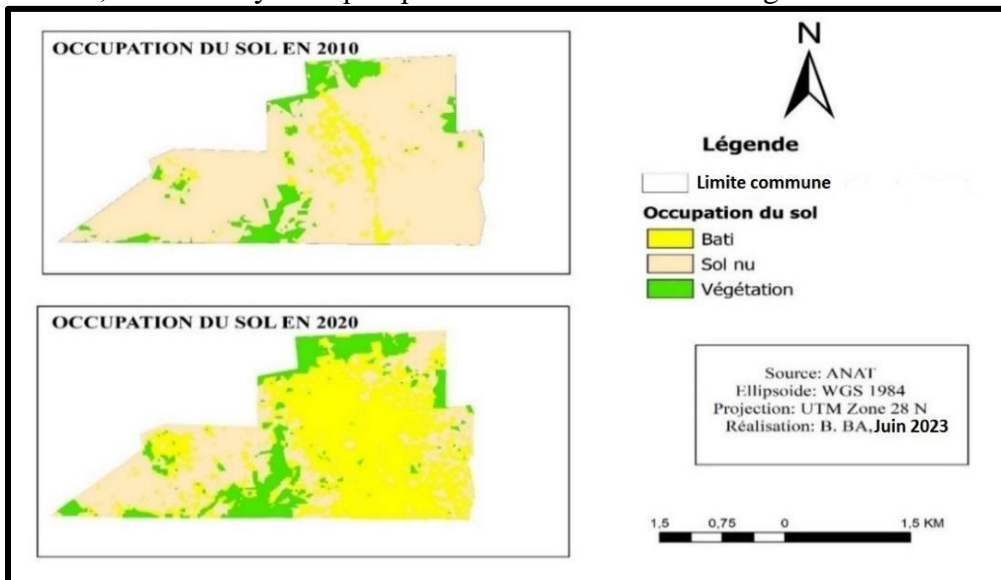 OCCUPATION DU SOL EN 2010
N
Légende
Limite commune
Occupation du sol
Bati
Sol nu
Végétation
OCCUPATION DU SOL EN 2020
Source: ANAT
Ellipsoide: WGS 1984
Projection: UTM Zone 28 N
Réalisation: B. BA, Juin 2023
1,5 0,75 0 1,5 KM